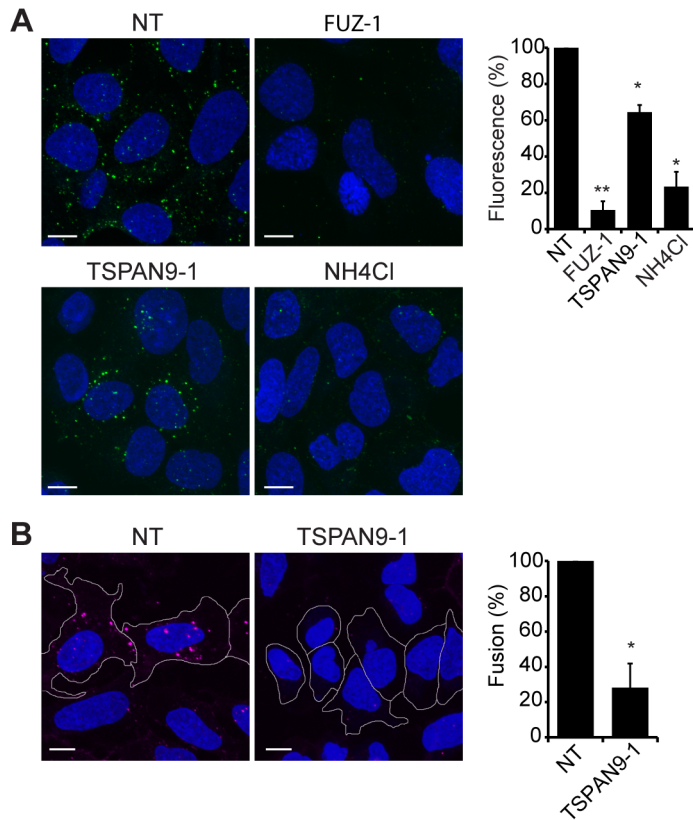 A
NT
FUZ-1
TSPAN9-1
NH4Cl
Fluorescence (%)
100
80
60
40
20
0
**
*
*
NT
FUZ-1
TSPAN9-1
NH4Cl
B
NT
TSPAN9-1
Fusion (%)
100
80
60
40
20
0
*
NT
TSPAN9-1